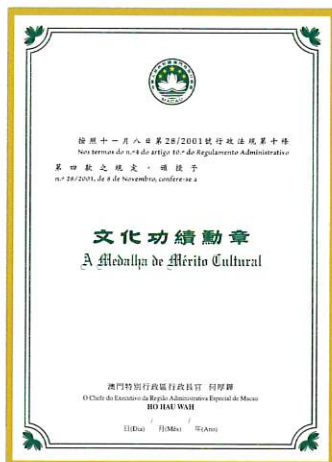 MACAU
按照十一月八日第28/2001號行政法規第十條
Nos termos do n.º4 do artigo 10.º do Regulamento Administrativo
第四款之規定，頒授予
n.º 28/2001, de 8 de Novembro, confere-se a
文化功績勳章
A Medalha de Mérito Cultural
澳門特別行政區行政長官 何厚鏵
O Chefe do Executivo da Região Administrativa Especial de Macau
HO HAU WAH
/ /
日(Dia) 月(Mês) 年(Ano)